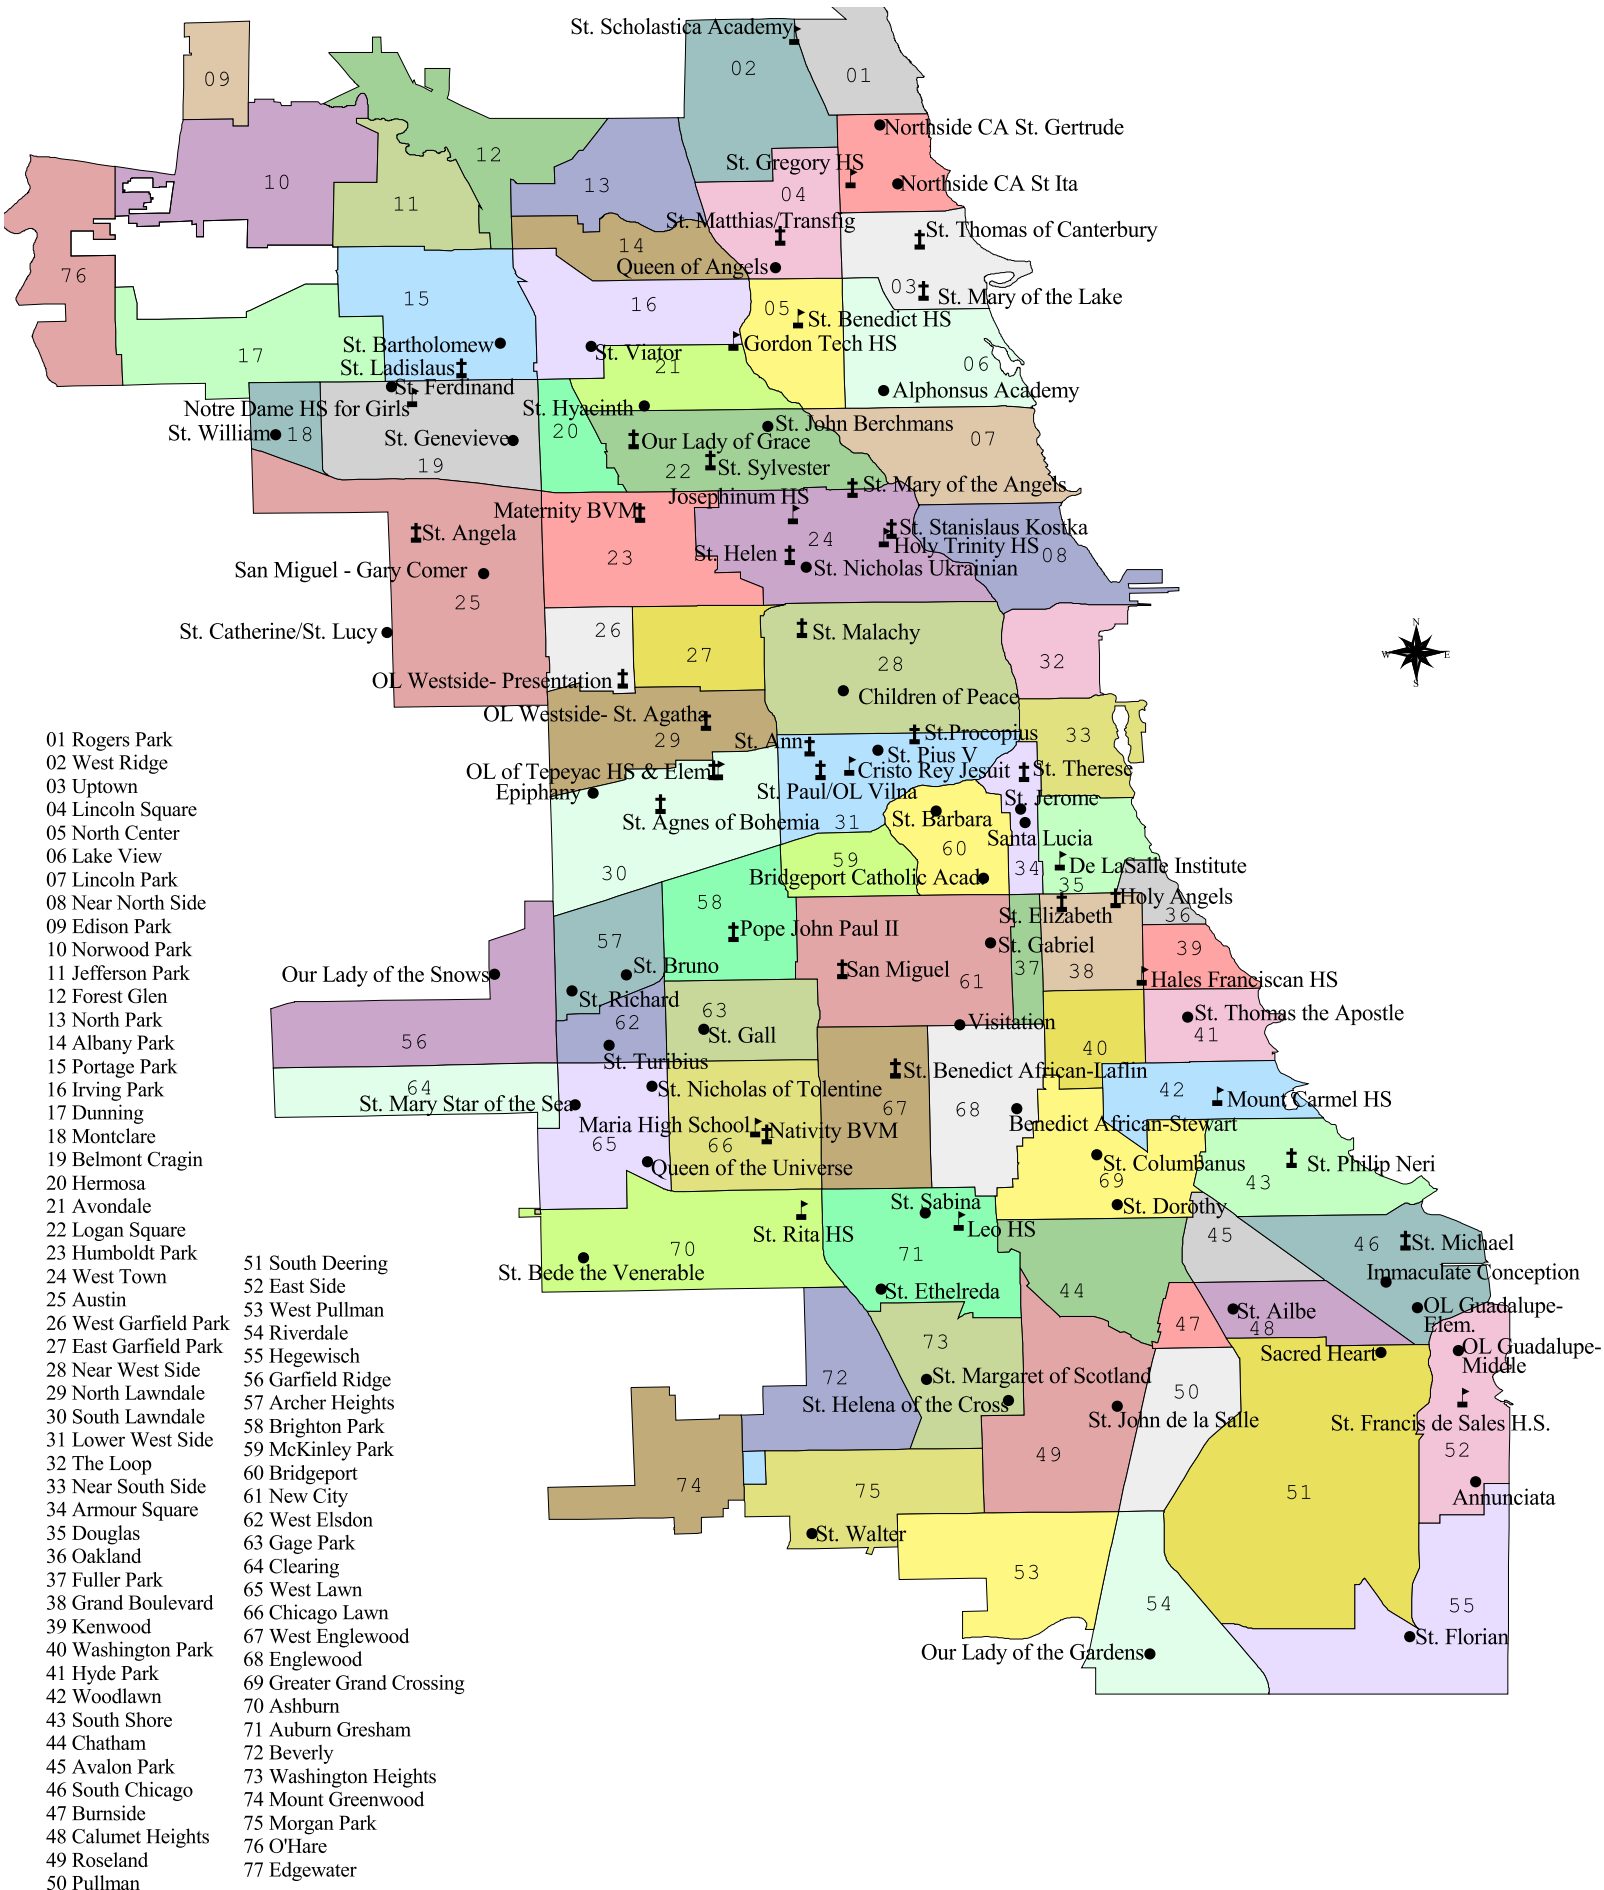 St. Scholastica Academy
02
01
09
Northside CA St. Gertrude
12
St. Gregory HS
10
13
Northside CA St Ita
04
11
St. Matthias/Transfig
St. Thomas of Canterbury
14
Queen of Angels
76
03
15
16
St. Mary of the Lake
05
St. Benedict HS
St. Bartholomew
Gordon Tech HS
17
St. Viator
St. Ladislaus
21
06
St. Ferdinand
Alphonsus Academy
Notre Dame HS for Girls
St. Hyacinth
St. William
18
St. Genevieve
20
St. John Berchmans
Our Lady of Grace
07
19
22
St. Sylvester
St. Mary of the Angels
Josephinum HS
Maternity BVM
St. Angela
St. Stanislaus Kostka
24
Holy Trinity HS
08
St. Helen
23
San Miguel - Gary Comer
St. Nicholas Ukrainian
25
St. Catherine/St. Lucy
26
St. Malachy
N
W
E
S
27
28
32
OL Westside- Presentation
Children of Peace
OL Westside- St. Agatha
29
St. Ann
St.Procopius
33
St. Pius V
OL of Tepeyac HS & Elem
Cristo Rey Jesuit
St. Therese
Epiphany
St. Paul/OL Vilna
St. Jerome
St. Agnes of Bohemia
31
St. Barbara
Santa Lucia
59
60
30
Bridgeport Catholic Acad
34
De LaSalle Institute
35
58
Holy Angels
St. Elizabeth
36
Pope John Paul II
57
St. Gabriel
39
Our Lady of the Snows
St. Bruno
San Miguel
61
37
38
Hales Franciscan HS
St. Richard
63
62
St. Gall
Visitation
St. Thomas the Apostle
56
41
40
St. Turibius
64
St. Nicholas of Tolentine
St. Benedict African-Laflin
42
St. Mary Star of the Sea
67
68
Mount Carmel HS
Maria High School
Nativity BVM
Benedict African-Stewart
65
66
Queen of the Universe
St. Columbanus
St. Philip Neri
69
43
St. Sabina
St. Dorothy
St. Rita HS
Leo HS
45
70
71
46
St. Michael
St. Bede the Venerable
Immaculate Conception
St. Ethelreda
44
St. Ailbe
OL Guadalupe-
Elem.
47
48
73
Sacred Heart
OL Guadalupe-
Middle
72
St. Margaret of Scotland
50
St. Helena of the Cross
St. John de la Salle
St. Francis de Sales H.S.
49
52
74
75
51
Annunciata
St. Walter
53
54
55
Our Lady of the Gardens
St. Florian
01 Rogers Park
02 West Ridge
03 Uptown
04 Lincoln Square
05 North Center
06 Lake View
07 Lincoln Park
08 Near North Side
09 Edison Park
10 Norwood Park
11 Jefferson Park
12 Forest Glen
13 North Park
14 Albany Park
15 Portage Park
16 Irving Park
17 Dunning
18 Montclare
19 Belmont Cragin
20 Hermosa
21 Avondale
22 Logan Square
23 Humboldt Park
24 West Town
25 Austin
26 West Garfield Park
27 East Garfield Park
28 Near West Side
29 North Lawndale
30 South Lawndale
31 Lower West Side
32 The Loop
33 Near South Side
34 Armour Square
35 Douglas
36 Oakland
37 Fuller Park
38 Grand Boulevard
39 Kenwood
40 Washington Park
41 Hyde Park
42 Woodlawn
43 South Shore
44 Chatham
45 Avalon Park
46 South Chicago
47 Burnside
48 Calumet Heights
49 Roseland
50 Pullman
51 South Deering
52 East Side
53 West Pullman
54 Riverdale
55 Hegewisch
56 Garfield Ridge
57 Archer Heights
58 Brighton Park
59 McKinley Park
60 Bridgeport
61 New City
62 West Elsdon
63 Gage Park
64 Clearing
65 West Lawn
66 Chicago Lawn
67 West Englewood
68 Englewood
69 Greater Grand Crossing
70 Ashburn
71 Auburn Gresham
72 Beverly
73 Washington Heights
74 Mount Greenwood
75 Morgan Park
76 O'Hare
77 Edgewater